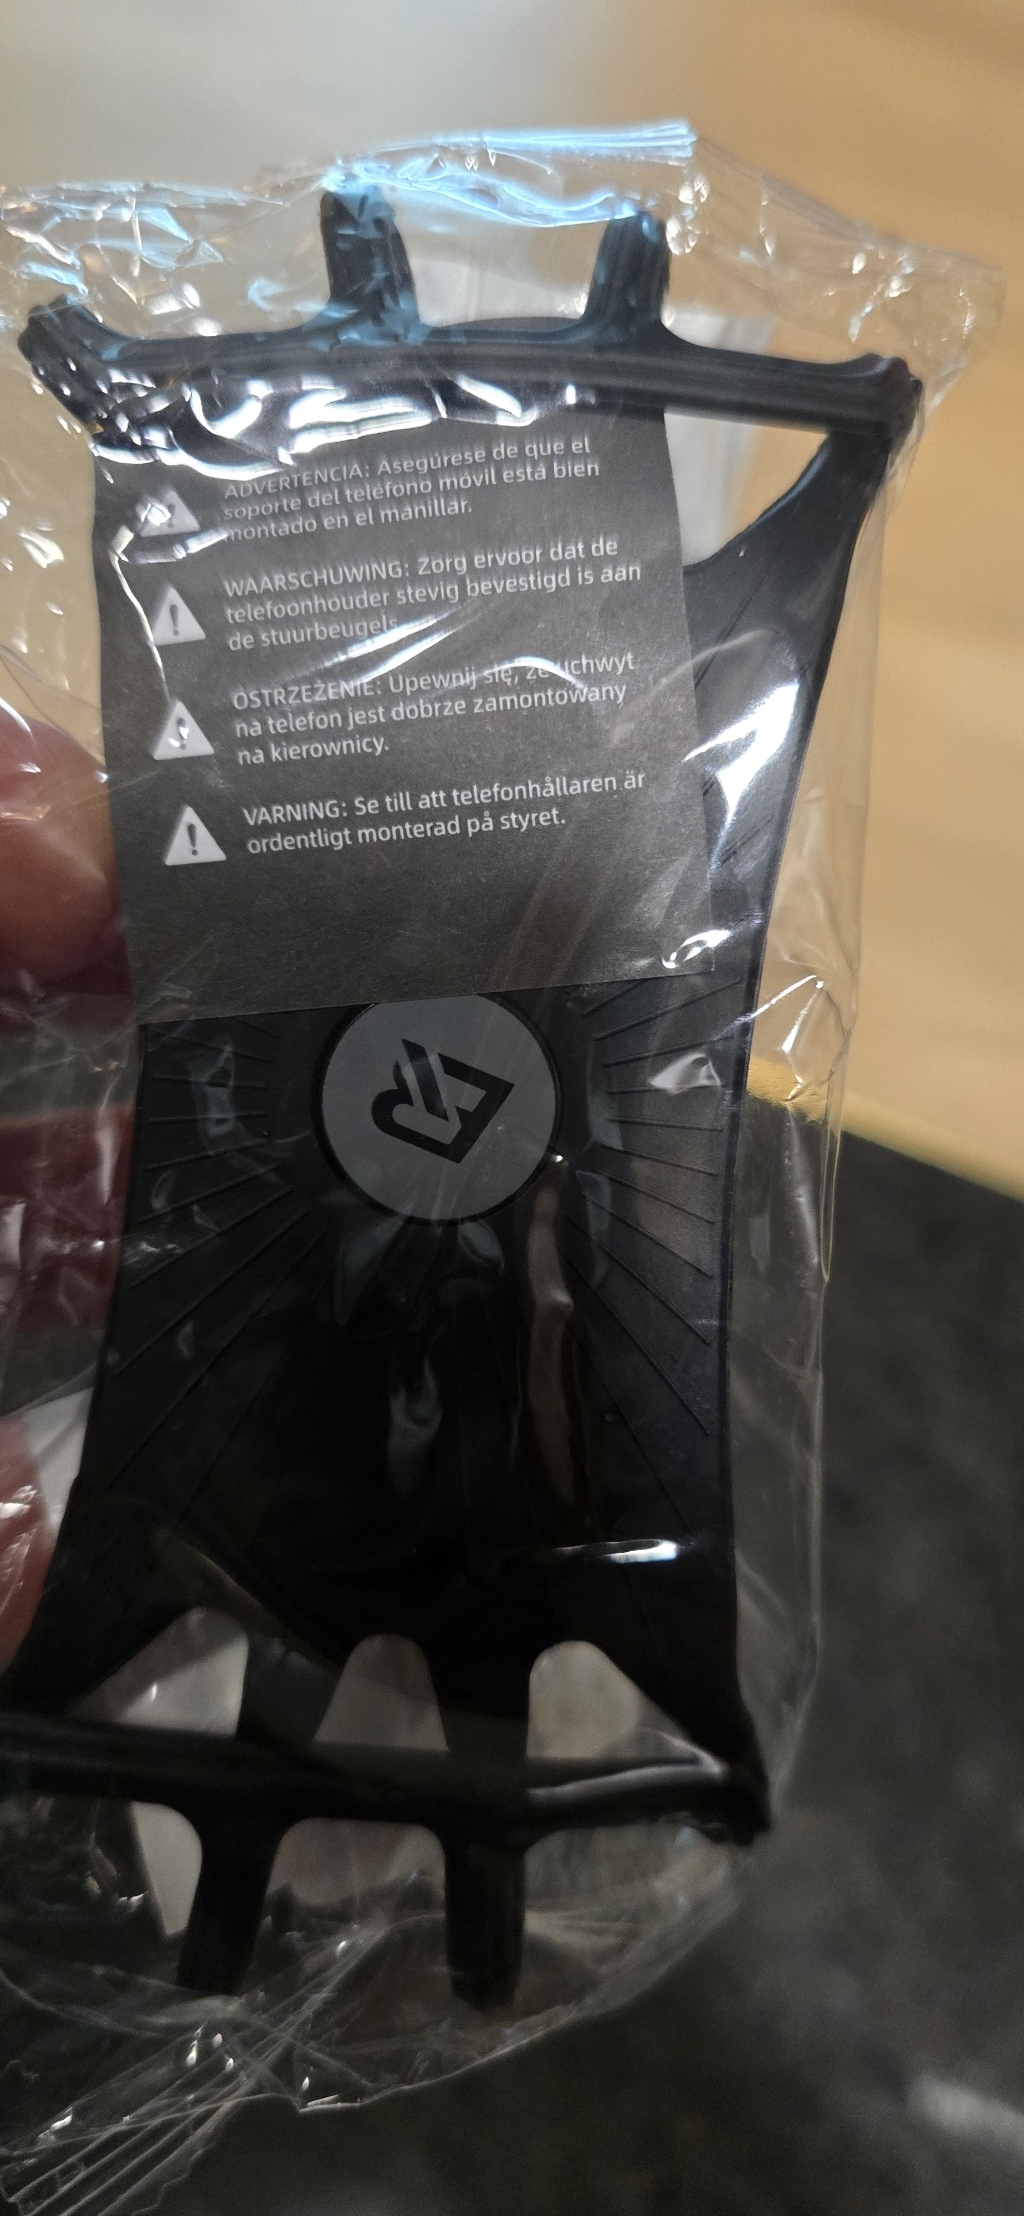 ADVERTENCIA: Asegúrese de que el
soporte del teléfono móvil está bien
montado en el manillar.
WAARSCHUWING: Zorg ervoor dat de
telefoonhouder stevig bevestigd is aan
de stuurbeugels.
OSTRZEŻENIE: Upewnij się, że uchwyt
na telefon jest dobrze zamontowany
na kierownicy.
VARNING: Se till att telefonhållaren är
ordentligt monterad på styret.